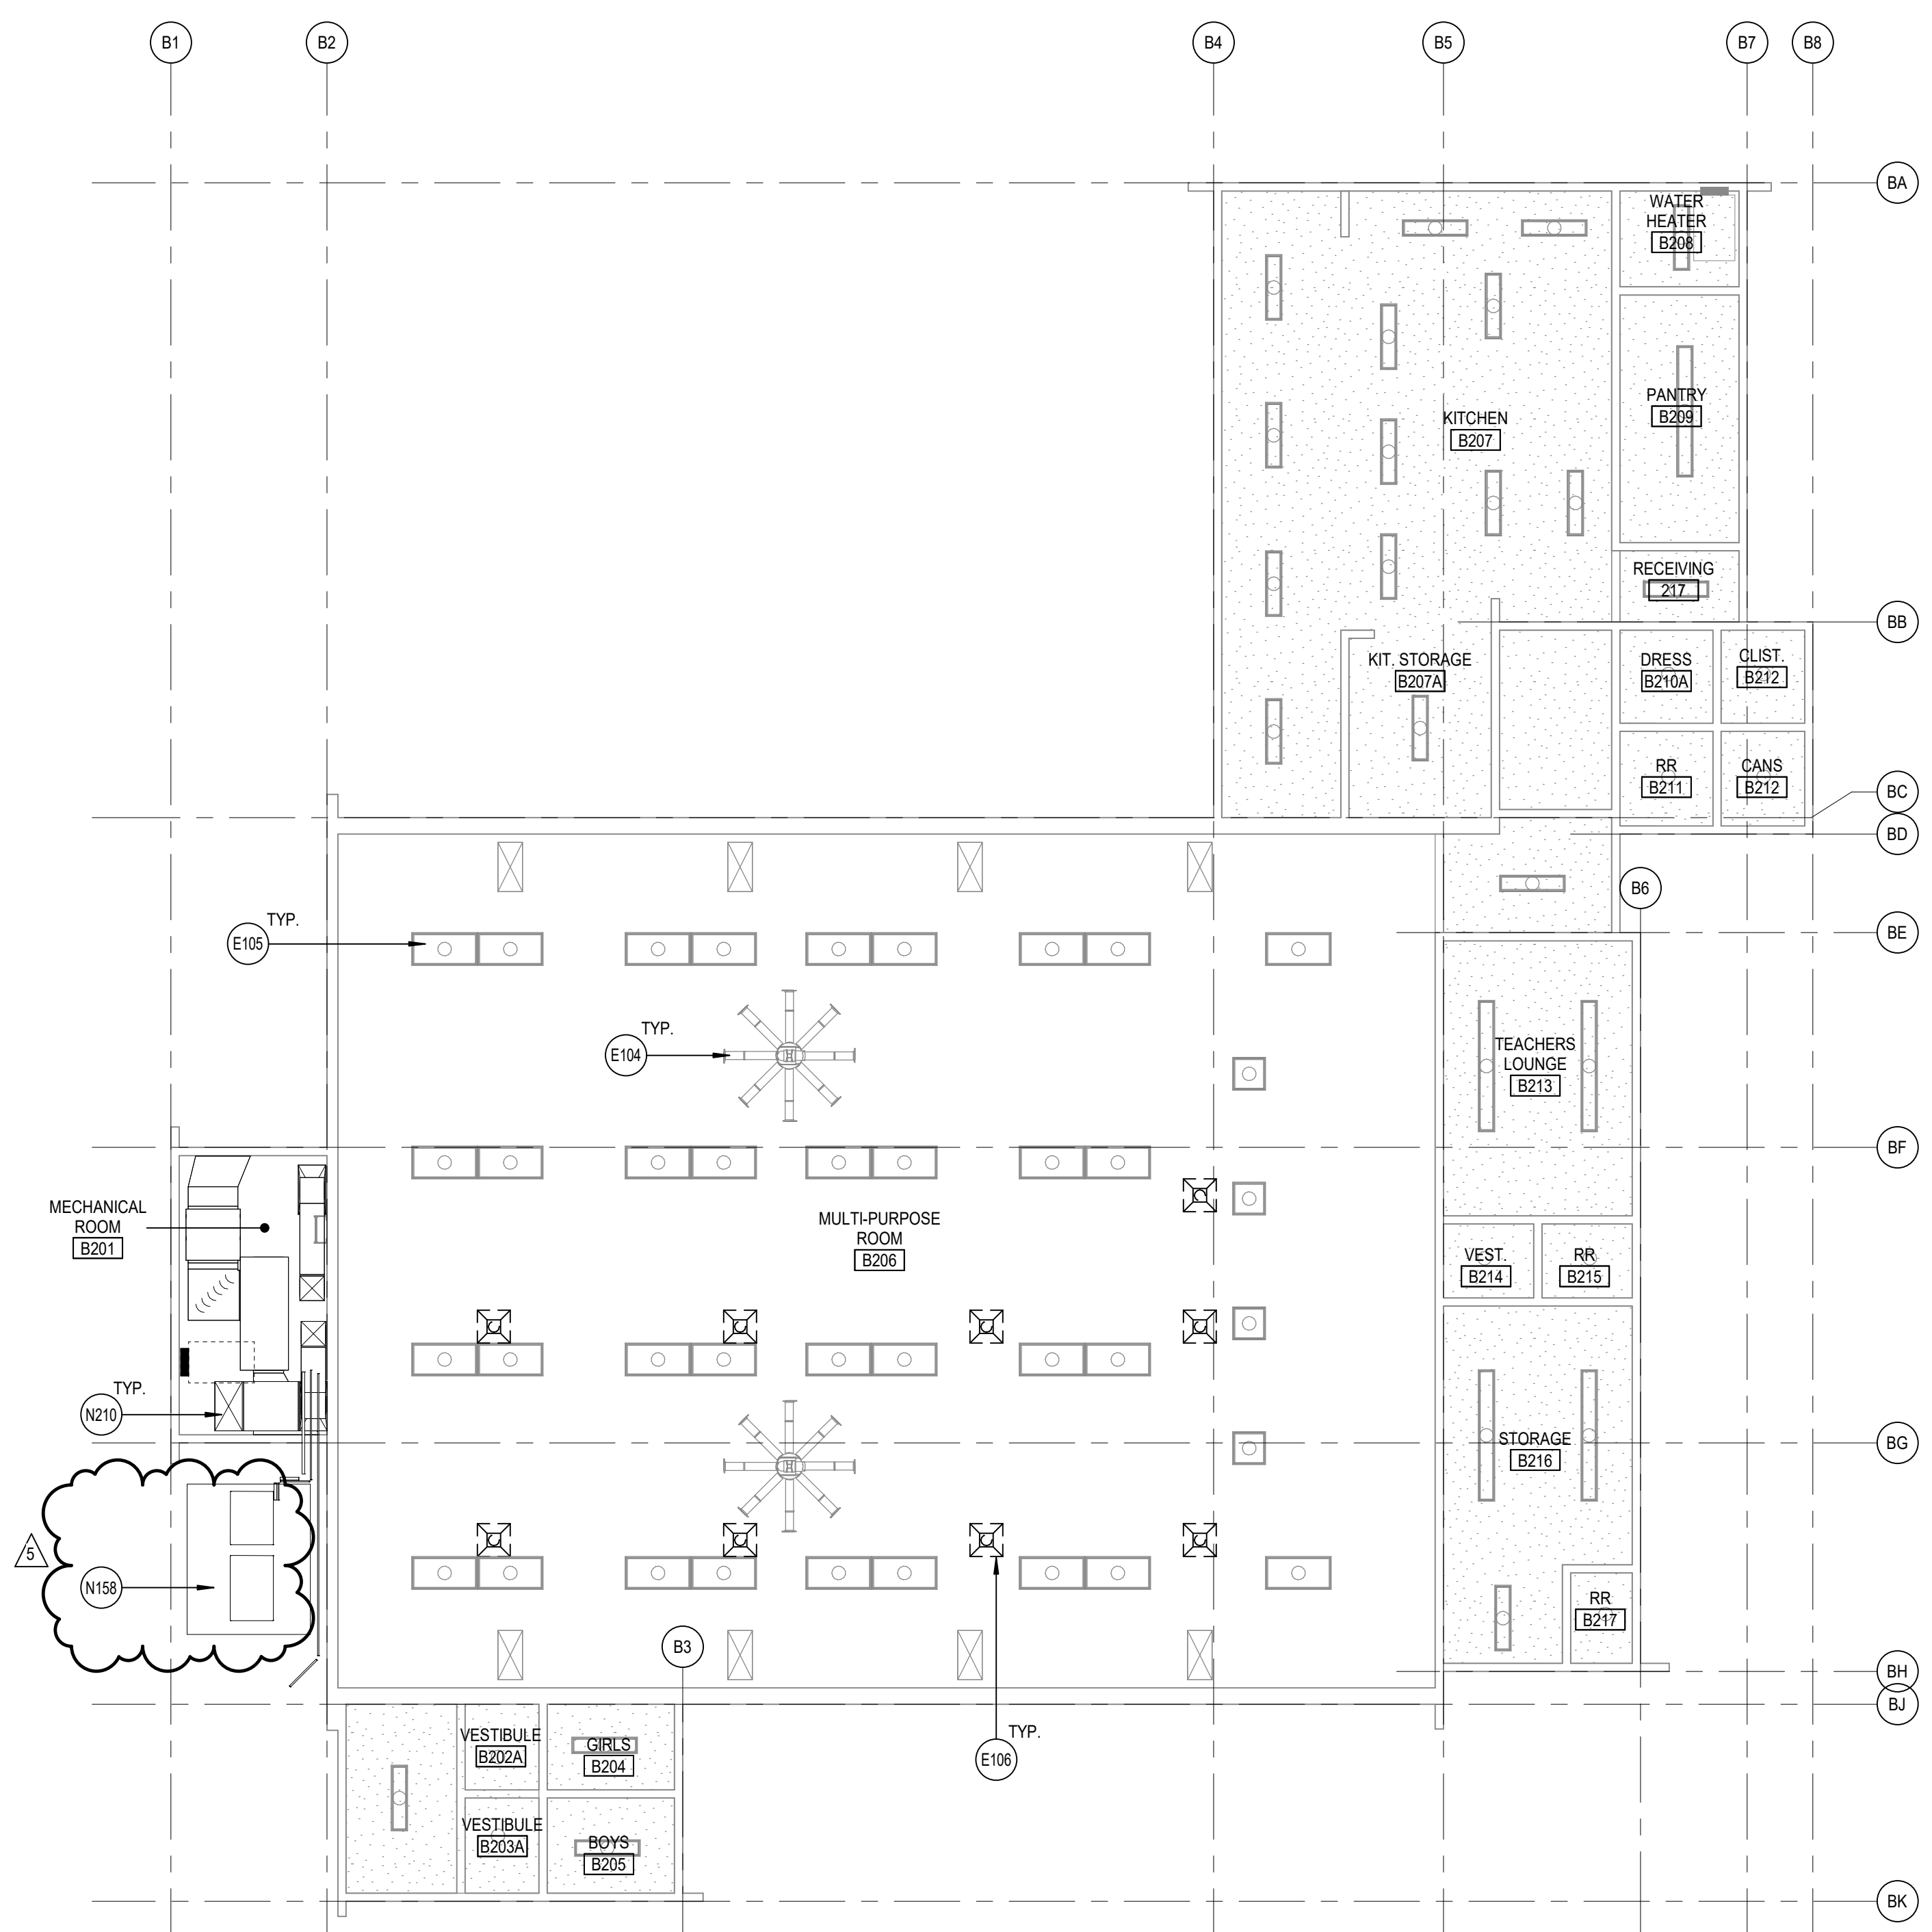 B1
B2
B4
B5
B7
B8
BA
WATER
HEATER
B208
PANTRY
B209
KITCHEN
B207
RECEIVING
217
BB
KIT. STORAGE
B207A
DRESS
B210A
CLIST.
B212
RR
B211
CANS
B212
BC
BD
B6
TYP.
E105
BE
TYP.
E104
TEACHERS
LOUNGE
B213
BF
MECHANICAL
ROOM
B201
MULTI-PURPOSE
ROOM
B206
VEST.
B214
RR
B215
TYP.
N210
STORAGE
B216
BG
5
N158
RR
B217
B3
BH
BJ
VESTIBULE
B202A
GIRLS
B204
TYP.
E106
VESTIBULE
B203A
BOYS
B205
BK